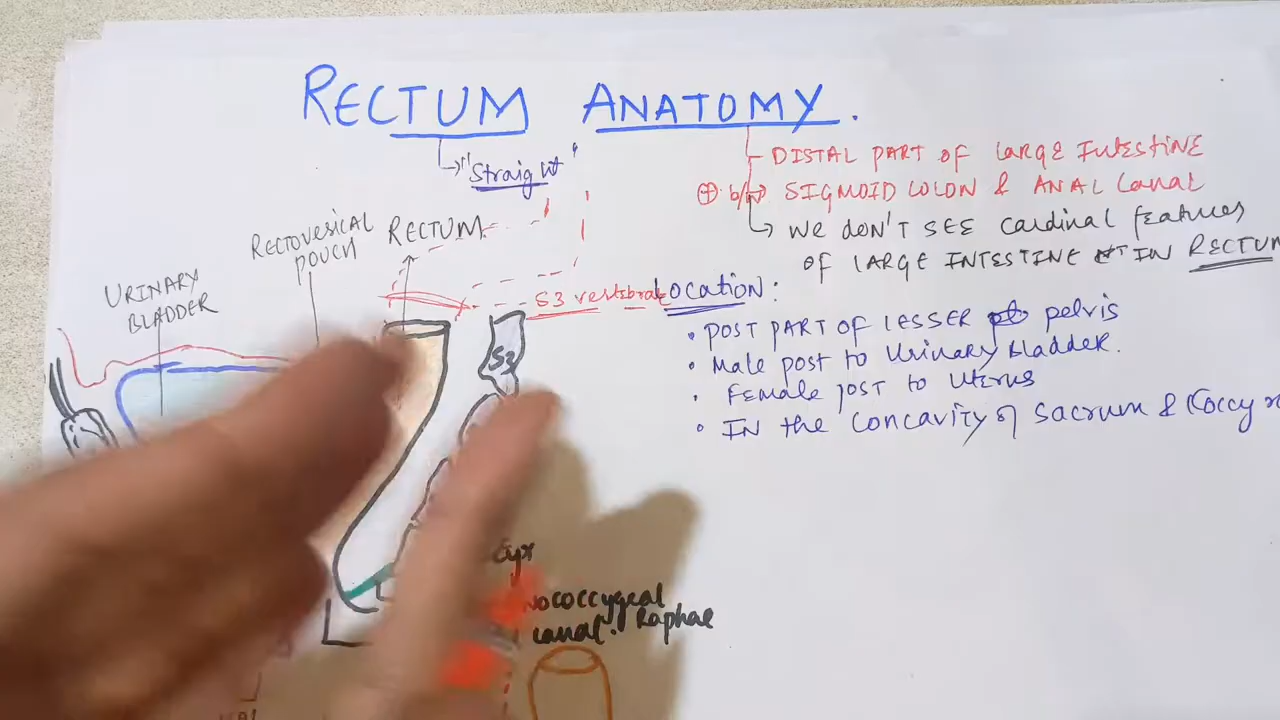 RECTUM ANATOMY.
"Straight"
DISTAL PART OF LARGE INTESTINE
⊕ b/w SIGMOID COLON & ANAL CANAL
WE DON'T SEE CARDINAL FEATURES
OF LARGE INTESTINE IN RECTUM
Rectovesical
pouch
RECTUM
URINARY
BLADDER
S3 vertebrae
Location:
• POST PART OF LESSER pelvis
• Male post to Urinary Bladder.
• Female post to Uterus
• IN the concavity of Sacrum &
S3
canal.
Raphae